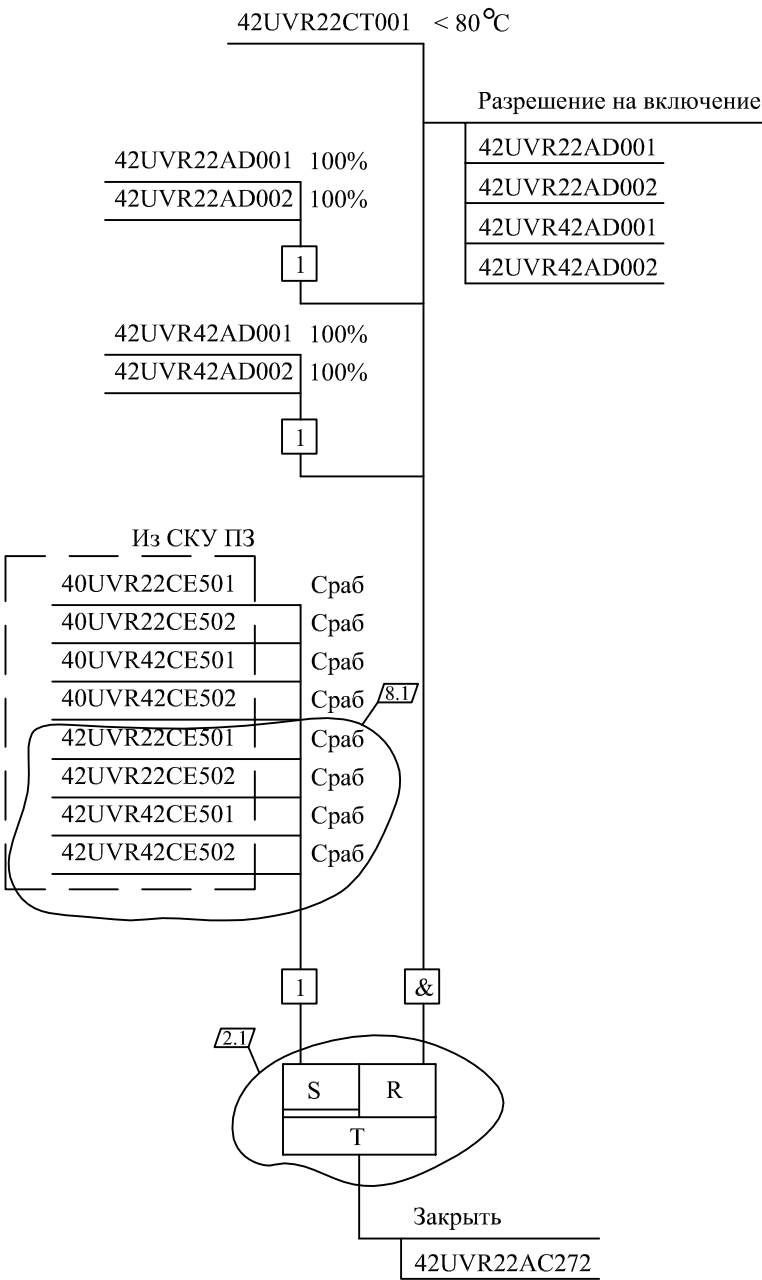 42UVR22CT001 < 80°C
Разрешение на включение
42UVR22AD001
42UVR22AD002
42UVR42AD001
42UVR42AD002
42UVR22AD001 100%
42UVR22AD002 100%
1
42UVR42AD001 100%
42UVR42AD002 100%
1
Из СКУ ПЗ
40UVR22CE501 Сраб
40UVR22CE502 Сраб
40UVR42CE501 Сраб
40UVR42CE502 Сраб
8.1
42UVR22CE501 Сраб
42UVR22CE502 Сраб
42UVR42CE501 Сраб
42UVR42CE502 Сраб
1 &
2.1
S R
T
Закрыть
42UVR22AC272